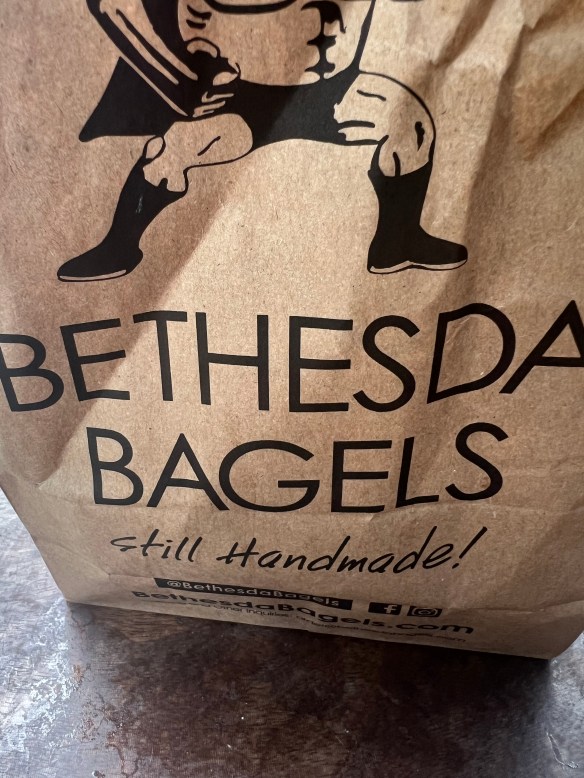 BETHESDA
BAGELS
Still Handmade!
@BethesdaBagels
BethesdaBagels.com